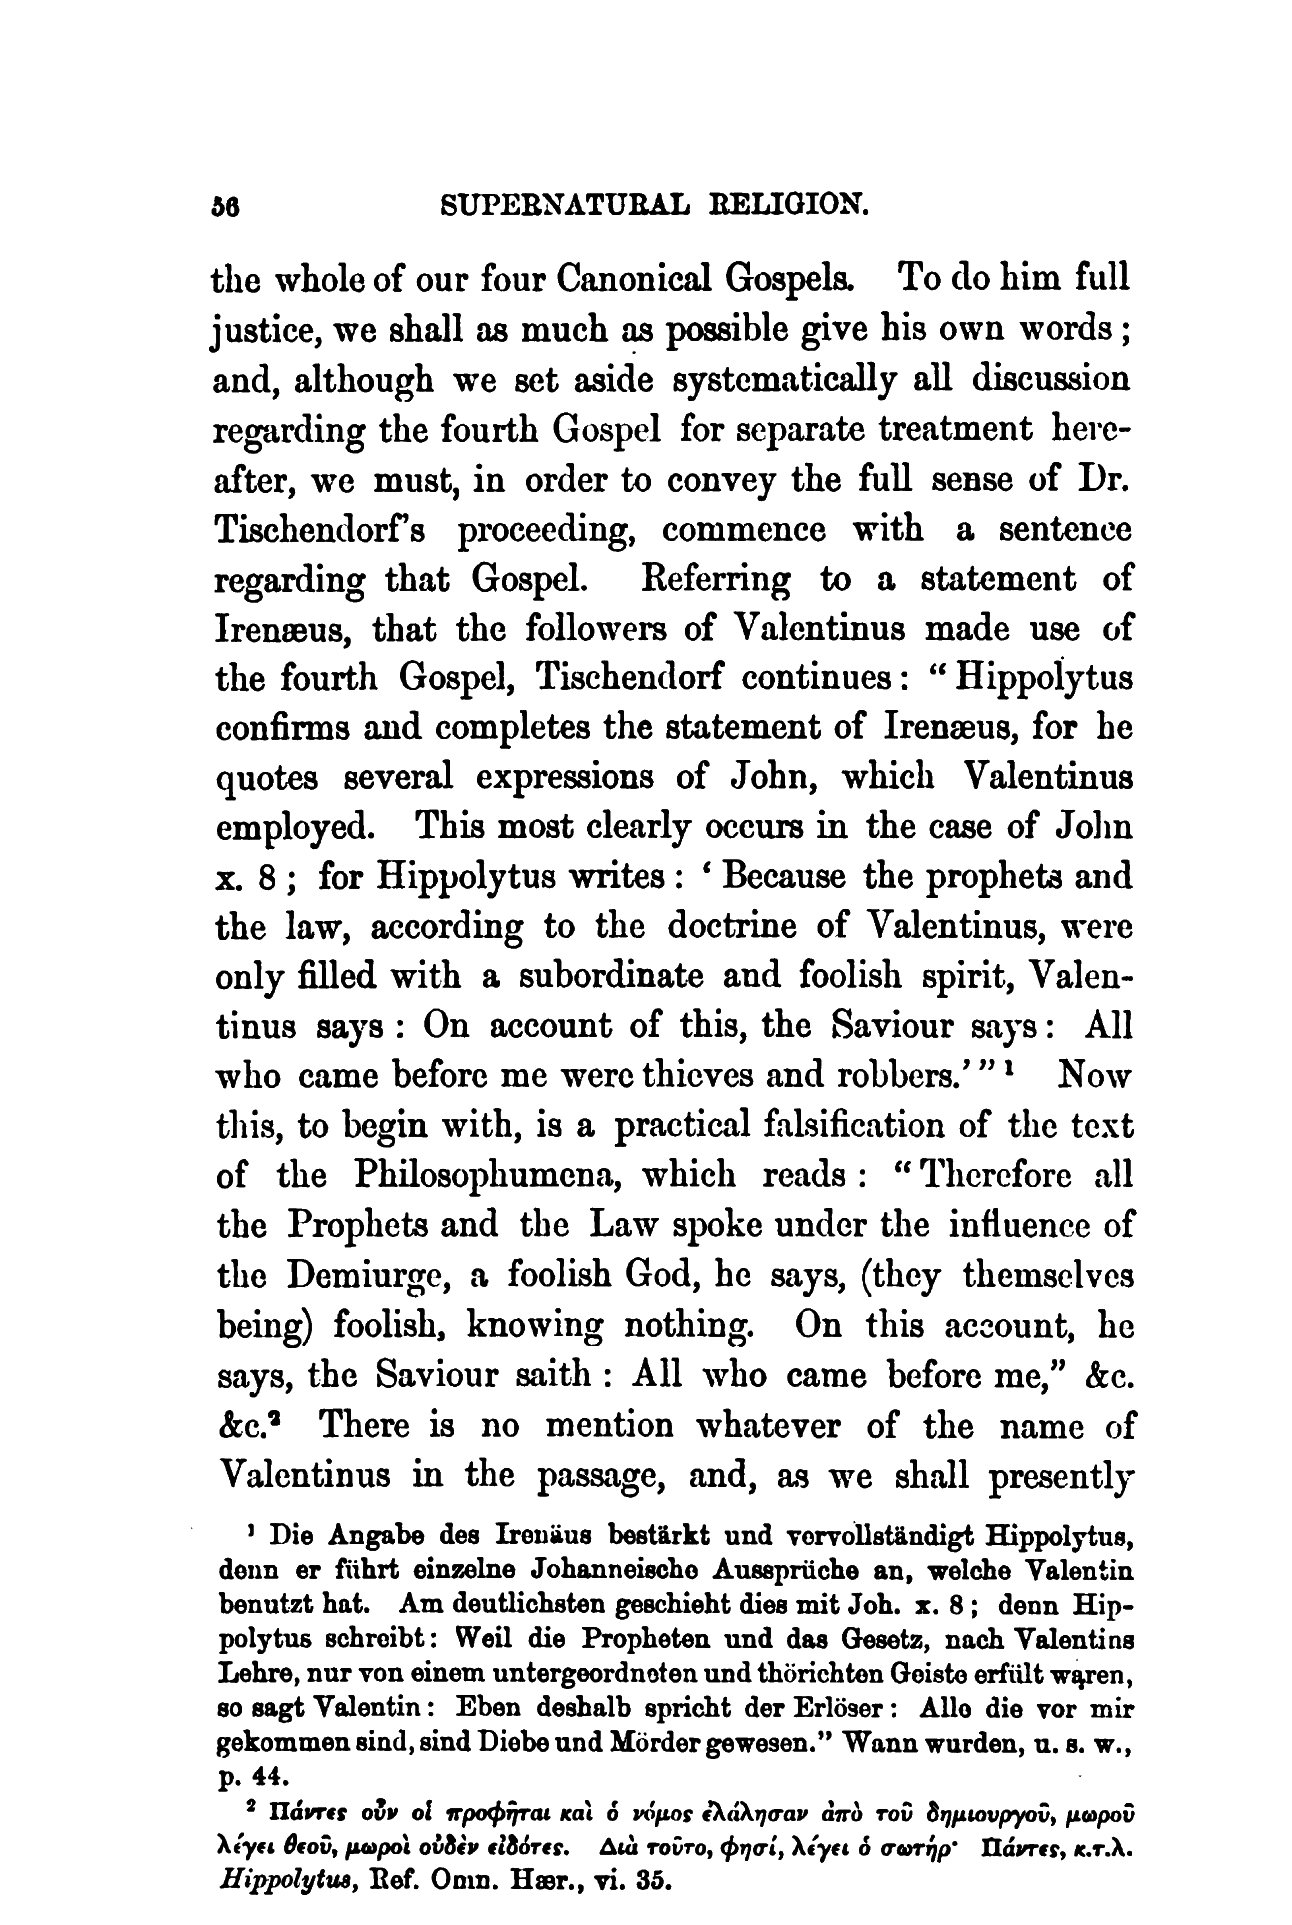 56 SUPERNATURAL RELIGION.
the whole of our four Canonical Gospels. To do him full
justice, we shall as much as possible give his own words ;
and, although we set aside systematically all discussion
regarding the fourth Gospel for separate treatment here-
after, we must, in order to convey the full sense of Dr.
Tischendorf's proceeding, commence with a sentence
regarding that Gospel. Referring to a statement of
Irenæus, that the followers of Valentinus made use of
the fourth Gospel, Tischendorf continues : “ Hippolytus
confirms and completes the statement of Irenæus, for he
quotes several expressions of John, which Valentinus
employed. This most clearly occurs in the case of John
x. 8 ; for Hippolytus writes : ‘ Because the prophets and
the law, according to the doctrine of Valentinus, were
only filled with a subordinate and foolish spirit, Valen-
tinus says : On account of this, the Saviour says : All
who came before me were thieves and robbers.’ ” ¹ Now
this, to begin with, is a practical falsification of the text
of the Philosophumena, which reads : “ Therefore all
the Prophets and the Law spoke under the influence of
the Demiurge, a foolish God, he says, (they themselves
being) foolish, knowing nothing. On this account, he
says, the Saviour saith : All who came before me,” &c.
&c.² There is no mention whatever of the name of
Valentinus in the passage, and, as we shall presently
¹ Die Angabe des Irenäus bestärkt und vervollständigt Hippolytus,
denn er führt einzelne Johanneische Aussprüche an, welche Valentin
benutzt hat. Am deutlichsten geschieht dies mit Joh. x. 8 ; denn Hip-
polytus schreibt : Weil die Propheten und das Gesetz, nach Valentins
Lehre, nur von einem untergeordneten und thörichten Geiste erfült waren,
so sagt Valentin : Eben deshalb spricht der Erlöser : Alle die vor mir
gekommen sind, sind Diebe und Mörder gewesen.” Wann wurden, u. s. w.,
p. 44.
² Πάντες οὖν οἱ προφῆται καὶ ὁ νόμος ἐλάλησαν ἀπὸ τοῦ δημιουργοῦ, μωροῦ
λέγει θεοῦ, μωροὶ οὐδὲν εἰδότες. Διὰ τοῦτο, φησί, λέγει ὁ σωτήρ· Πάντες, κ.τ.λ.
Hippolytus, Ref. Omn. Hær., vi. 35.